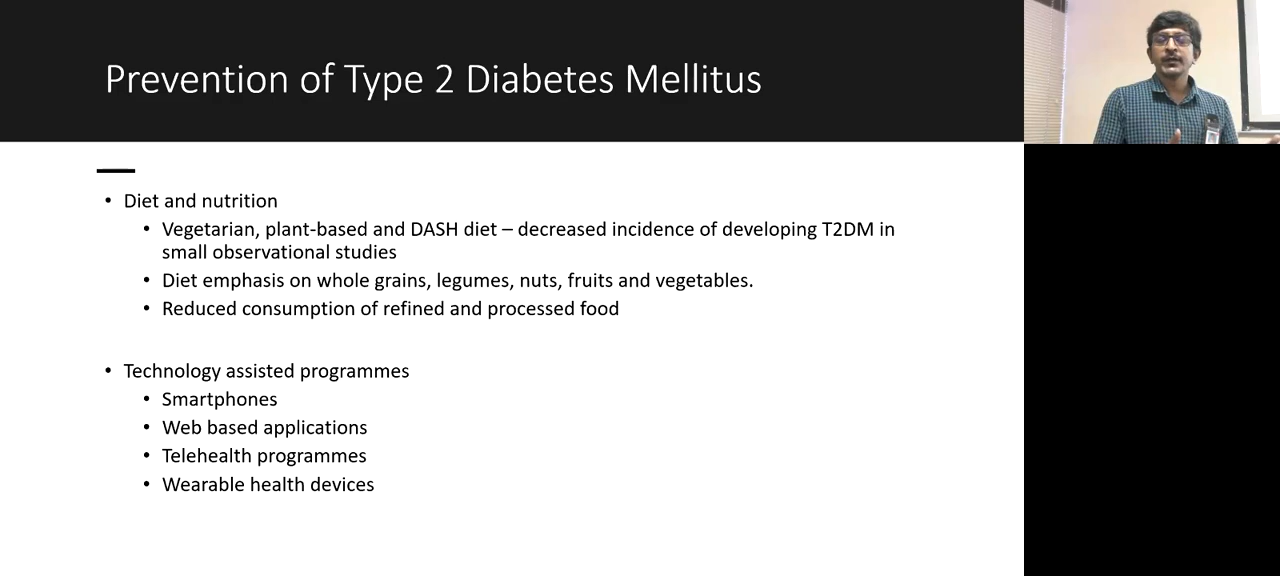 Prevention of Type 2 Diabetes Mellitus
• Diet and nutrition
• Vegetarian, plant-based and DASH diet – decreased incidence of developing T2DM in
small observational studies
• Diet emphasis on whole grains, legumes, nuts, fruits and vegetables.
• Reduced consumption of refined and processed food
• Technology assisted programmes
• Smartphones
• Web based applications
• Telehealth programmes
• Wearable health devices